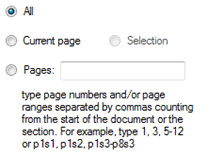 All
Current page Selection
Pages:
type page numbers and/or page
ranges separated by commas counting
from the start of the document or the
section. For example, type 1, 3, 5-12
or p1s1, p1s2, p1s3-p8s3